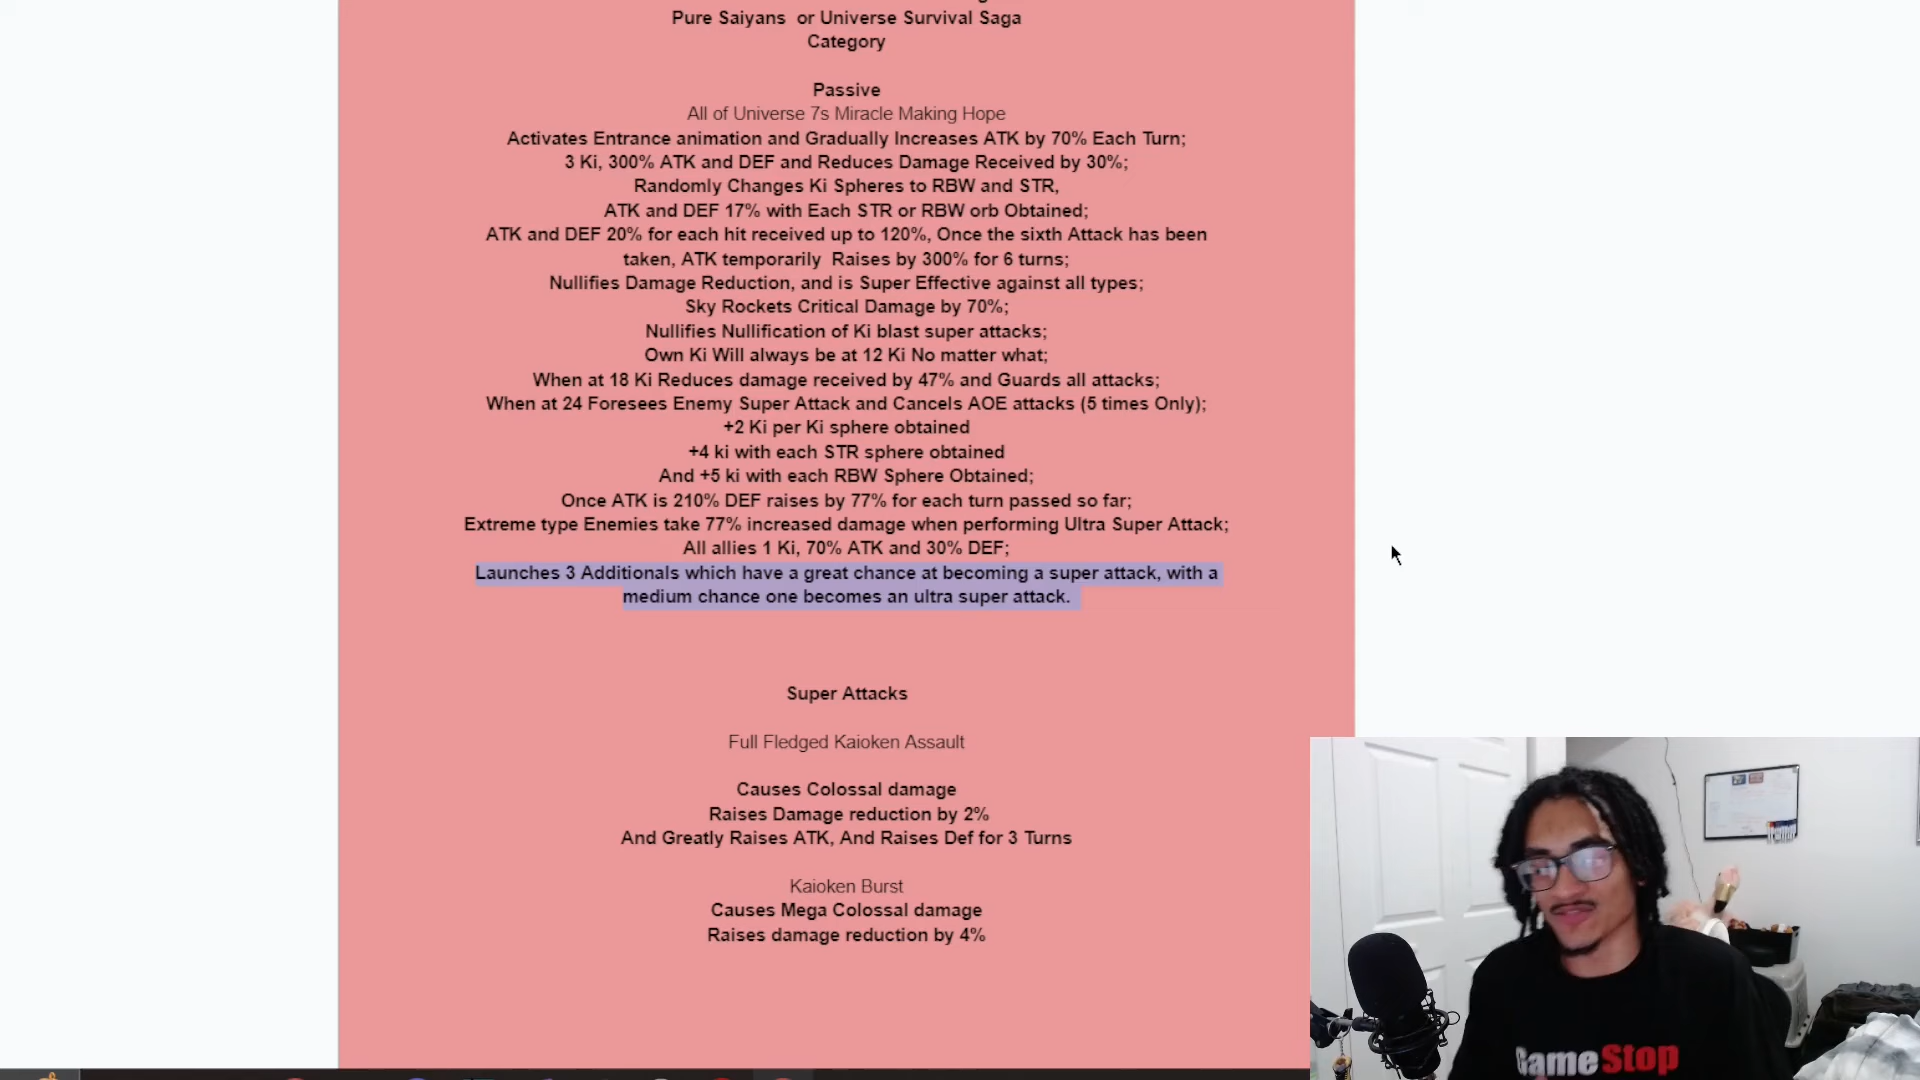 Pure Saiyans or Universe Survival Saga
Category
Passive
All of Universe 7s Miracle Making Hope
Activates Entrance animation and Gradually Increases ATK by 70% Each Turn;
3 Ki, 300% ATK and DEF and Reduces Damage Received by 30%;
Randomly Changes Ki Spheres to RBW and STR,
ATK and DEF 17% with Each STR or RBW orb Obtained;
ATK and DEF 20% for each hit received up to 120%, Once the sixth Attack has been
taken, ATK temporarily Raises by 300% for 6 turns;
Nullifies Damage Reduction, and is Super Effective against all types;
Sky Rockets Critical Damage by 70%;
Nullifies Nullification of Ki blast super attacks;
Own Ki Will always be at 12 Ki No matter what;
When at 18 Ki Reduces damage received by 47% and Guards all attacks;
When at 24 Foresees Enemy Super Attack and Cancels AOE attacks (5 times Only);
+2 Ki per Ki sphere obtained
+4 ki with each STR sphere obtained
And +5 ki with each RBW Sphere Obtained;
Once ATK is 210% DEF raises by 77% for each turn passed so far;
Extreme type Enemies take 77% increased damage when performing Ultra Super Attack;
All allies 1 Ki, 70% ATK and 30% DEF;
Launches 3 Additionals which have a great chance at becoming a super attack, with a
medium chance one becomes an ultra super attack.
Super Attacks
Full Fledged Kaioken Assault
Causes Colossal damage
Raises Damage reduction by 2%
And Greatly Raises ATK, And Raises Def for 3 Turns
Kaioken Burst
Causes Mega Colossal damage
Raises damage reduction by 4%
GameStop